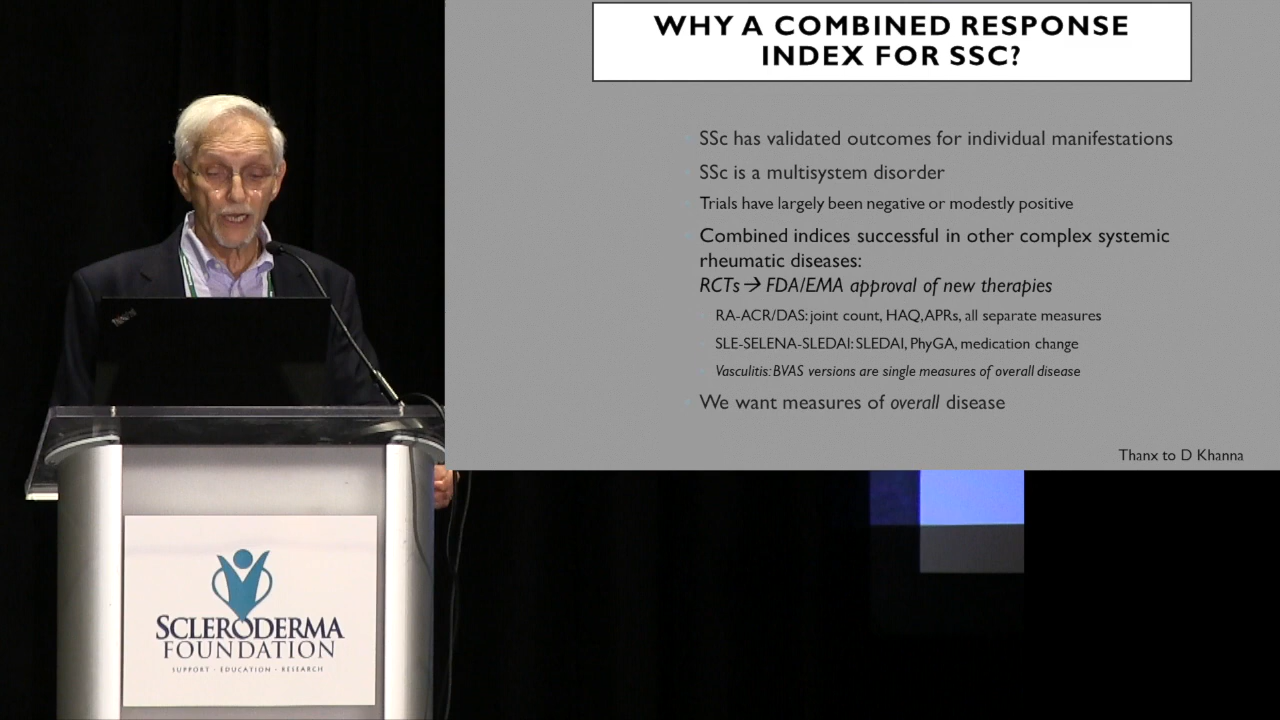 WHY A COMBINED RESPONSE
INDEX FOR SSC?
SSc has validated outcomes for individual manifestations
SSc is a multisystem disorder
Trials have largely been negative or modestly positive
Combined indices successful in other complex systemic
rheumatic diseases:
RCTs → FDA/EMA approval of new therapies
RA-ACR/DAS: joint count, HAQ, APRs, all separate measures
SLE-SELENA-SLEDAI: SLEDAI, PhyGA, medication change
Vasculitis: BVAS versions are single measures of overall disease
We want measures of overall disease
Thanx to D Khanna
SCLERODERMA
FOUNDATION
SUPPORT · EDUCATION · RESEARCH